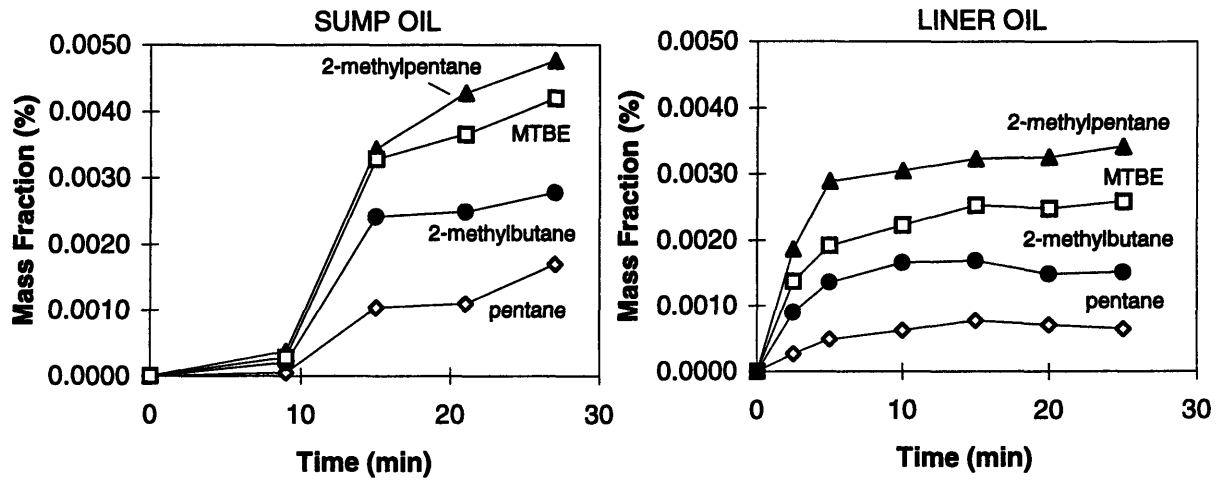 SUMP OIL
0.0050
0.0040
0.0030
0.0020
0.0010
0.0000
Mass Fraction (%)
2-methylpentane
MTBE
2-methylbutane
pentane
0 10 20 30
Time (min)
LINER OIL
0.0050
0.0040
0.0030
0.0020
0.0010
0.0000
Mass Fraction (%)
2-methylpentane
MTBE
2-methylbutane
pentane
0 10 20 30
Time (min)